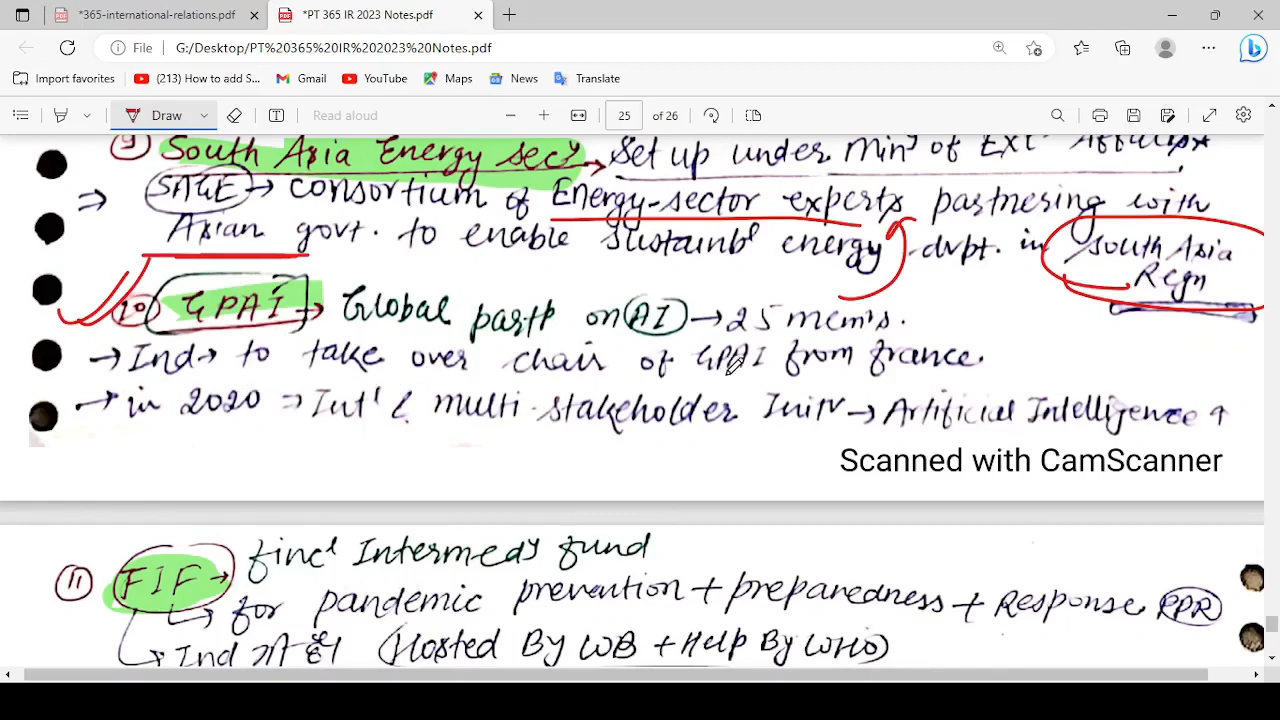 *365-international-relations.pdf
*PT 365 IR 2023 Notes.pdf
File G:/Desktop/PT%20365%20IR%202023%20Notes.pdf
Import favorites (213) How to add S... Gmail YouTube Maps News Translate
Draw Read aloud 25 of 26
9 South Asia Energy Secy → Set up under Miny of Ext Affairs
⇒ SAGE → consortium of Energy-sector experts partnering with
Asian govt. to enable sustainbl energy dvpt. in South Asia
Regn
10 GPAI → Global partp on AI → 25 mem's.
→ Ind → to take over chair of GPAI from france.
→ in 2020 → Int'l multi-stakeholder Initv → Artificial Intelligence ↑
Scanned with CamScanner
11 FIF → fincl Intermedy fund
↳ for pandemic prevention + preparedness + Response PPR
↳ Ind (Hosted By WB + Help By WHO)